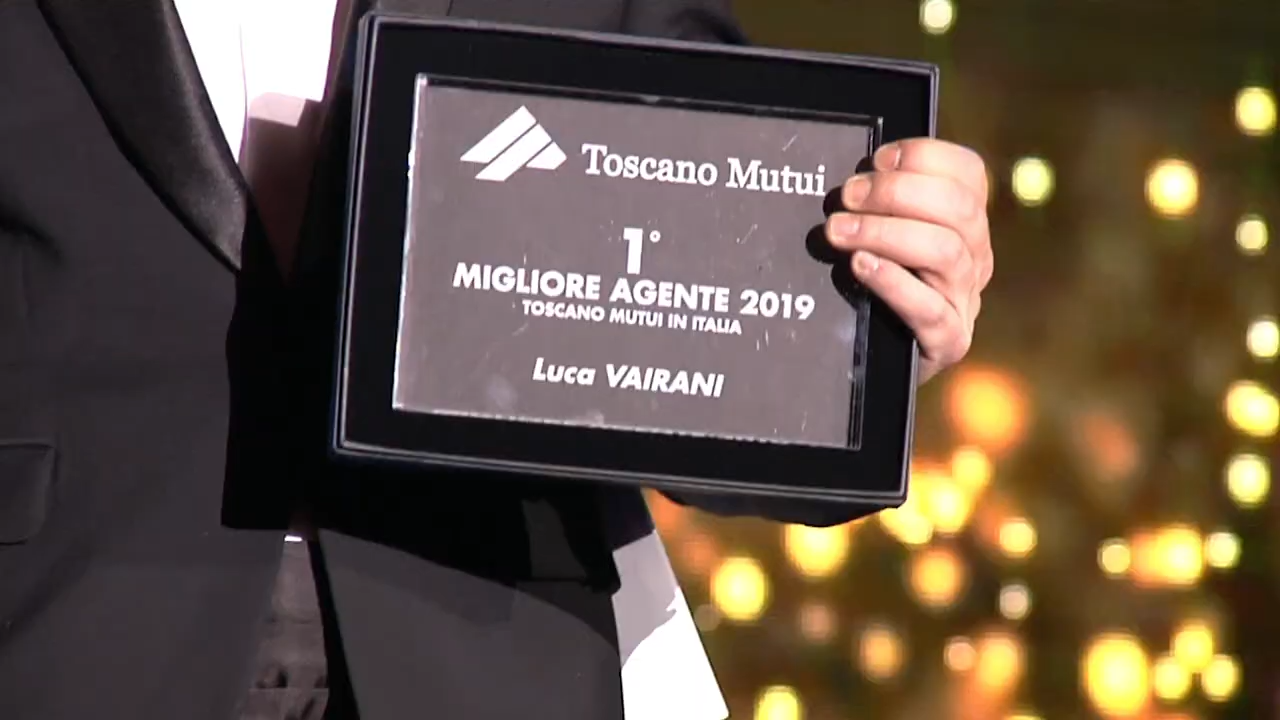 Toscano Mutui
1°
MIGLIORE AGENTE 2019
TOSCANO MUTUI IN ITALIA
Luca VAIRANI